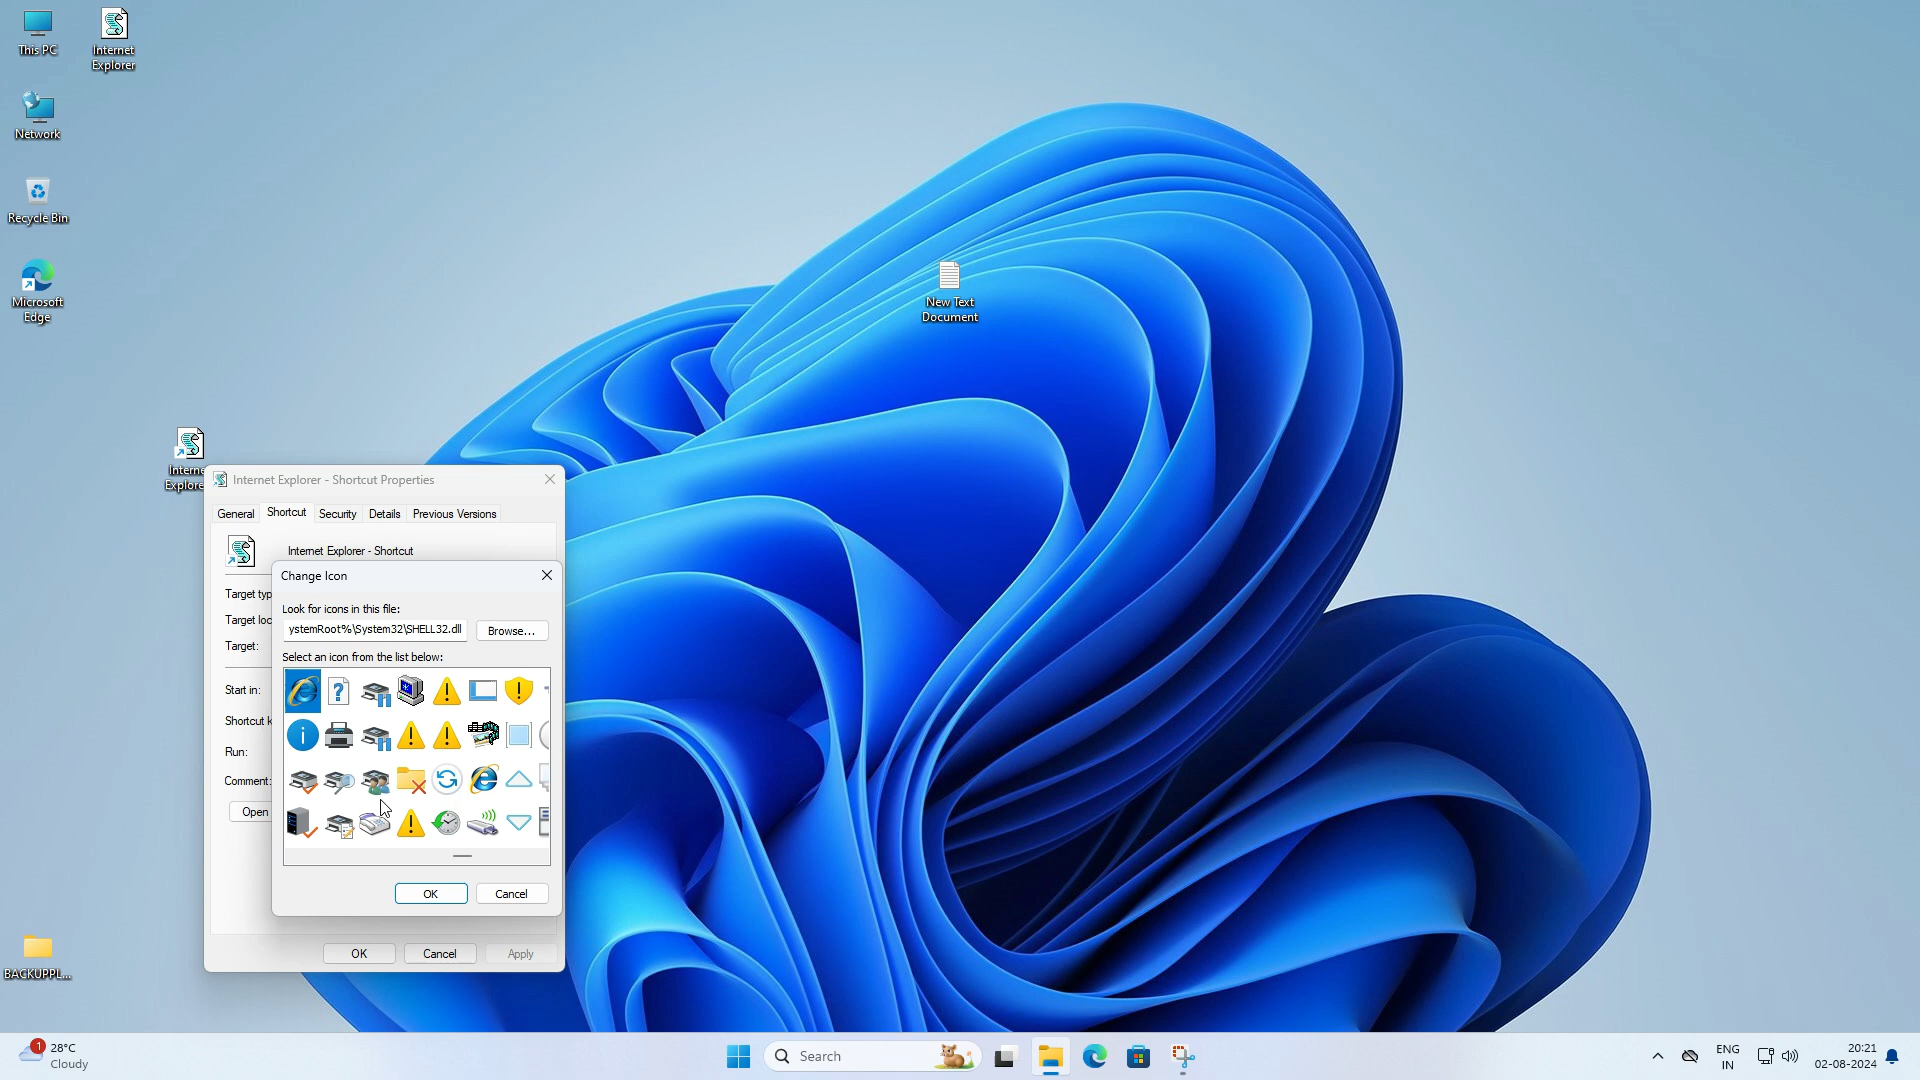 This PC
Internet
Explorer
Network
Recycle Bin
Microsoft
Edge
New Text
Document
Interne
Explore
Internet Explorer - Shortcut Properties
General
Shortcut
Security
Details
Previous Versions
Internet Explorer - Shortcut
Change Icon
Target typ
Look for icons in this file:
Target loc
ystemRoot%\System32\SHELL32.dll
Browse...
Target:
Select an icon from the list below:
Start in:
Shortcut k
Run:
Comment:
Open
OK
Cancel
OK
Cancel
Apply
BACKUPPL...
1
28°C
Cloudy
Search
ENG
IN
20:21
02-08-2024